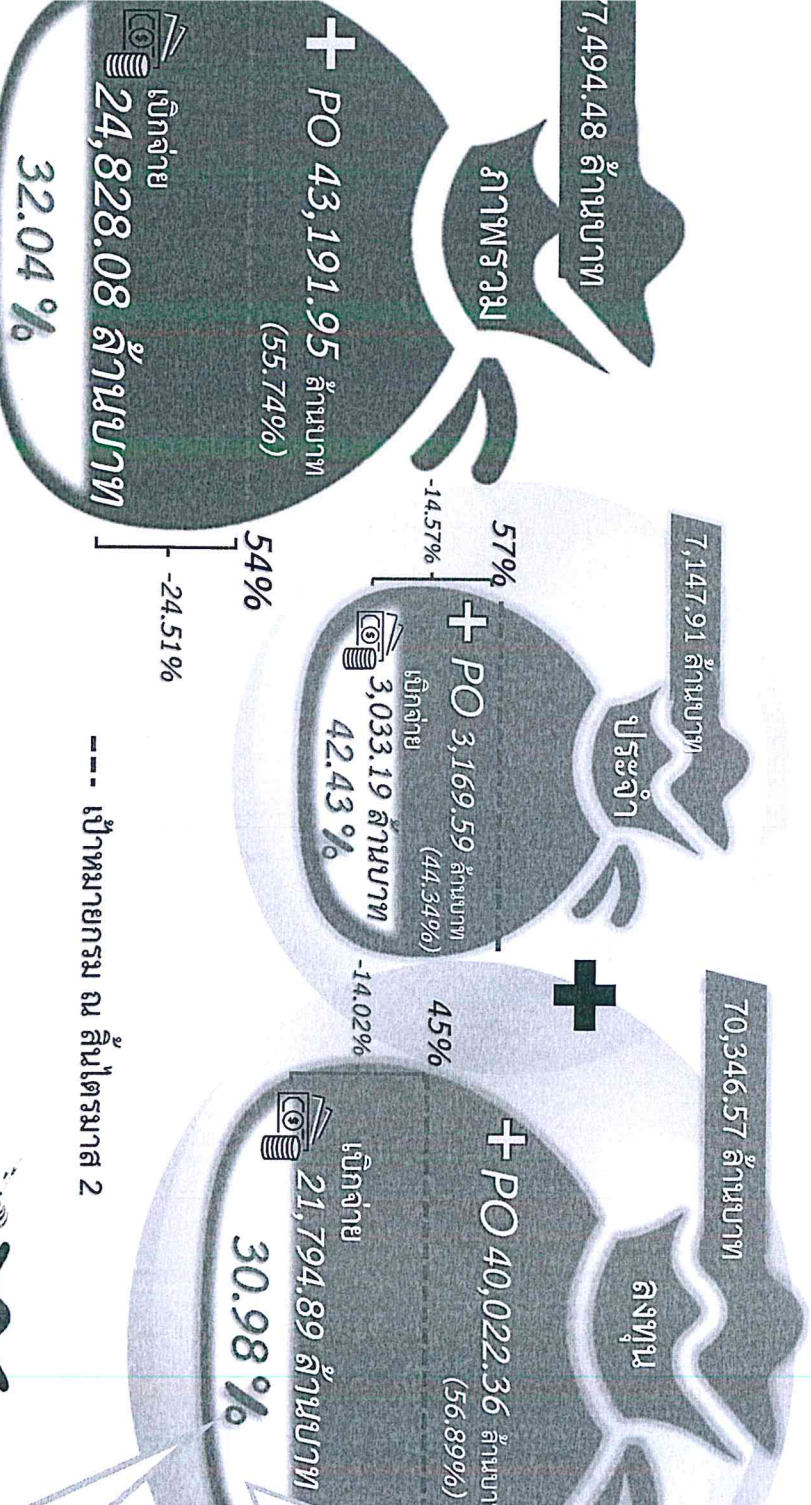 77,494.48 ล้านบาท
ภาพรวม
+ PO 43,191.95 ล้านบาท
(55.74%)
เบิกจ่าย
24,828.08 ล้านบาท
32.04 %
54%
-24.51%
7,147.91 ล้านบาท
ประจำ
57%
-14.57%
+ PO 3,169.59 ล้านบาท
(44.34%)
เบิกจ่าย
3,033.19 ล้านบาท
42.43 %
+
70,346.57 ล้านบาท
ลงทุน
45%
-14.02%
+ PO 40,022.36 ล้านบา
(56.89%)
เบิกจ่าย
21,794.89 ล้านบาท
30.98 %
--- เป้าหมายกรม ณ สิ้นไตรมาส 2